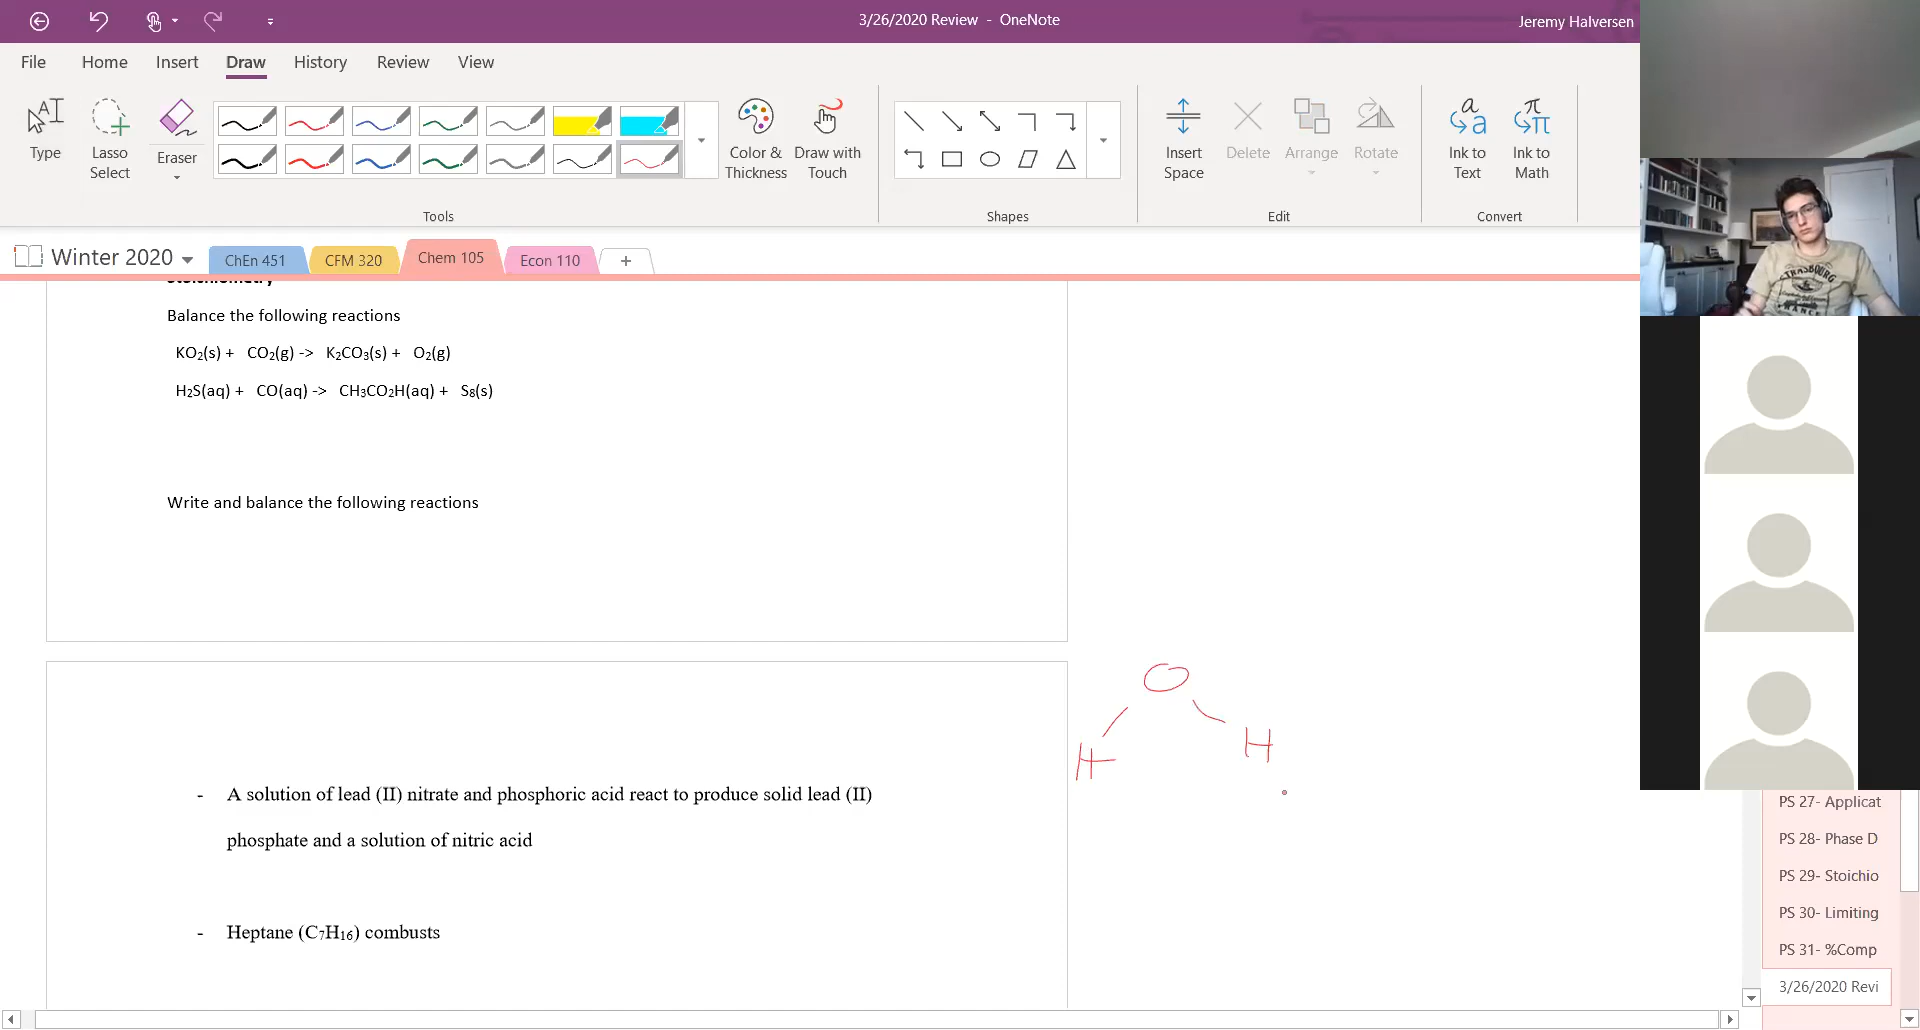 3/26/2020 Review - OneNote
Jeremy Halversen
File Home Insert Draw History Review View
Type
Lasso Select
Eraser
Color & Thickness
Draw with Touch
Insert Space
Delete
Arrange
Rotate
Ink to Text
Ink to Math
Tools
Shapes
Edit
Convert
Winter 2020
ChEn 451
CFM 320
Chem 105
Econ 110
+
Stoichiometry
Balance the following reactions
KO₂(s) + CO₂(g) -> K₂CO₃(s) + O₂(g)
H₂S(aq) + CO(aq) -> CH₃CO₂H(aq) + S₈(s)
Write and balance the following reactions
O
H H
- A solution of lead (II) nitrate and phosphoric acid react to produce solid lead (II)
phosphate and a solution of nitric acid
- Heptane (C₇H₁₆) combusts
STRASBOURG
FRANCE
PS 27- Applicat
PS 28- Phase D
PS 29- Stoichio
PS 30- Limiting
PS 31- %Comp
3/26/2020 Revi